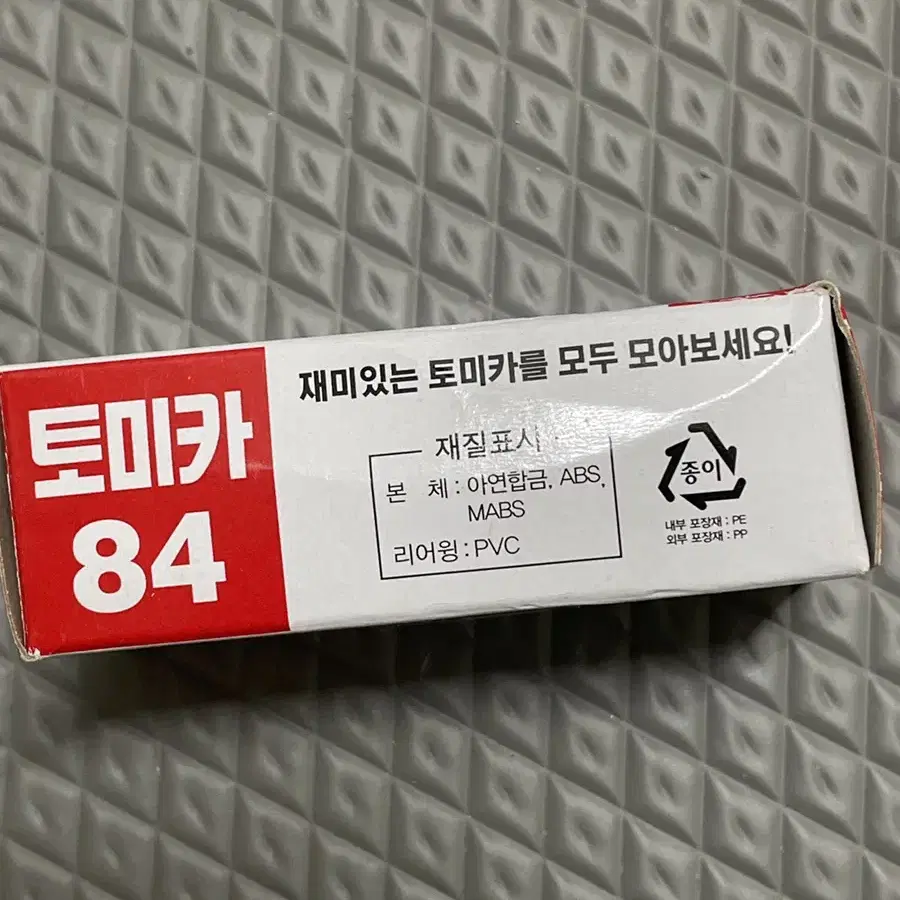 토미카
84
재미있는 토미카를 모두 모아보세요!
재질표시
본 체 : 아연합금, ABS,
MABS
리어윙 : PVC
종이
내부 포장재 : PE
외부 포장재 : PP